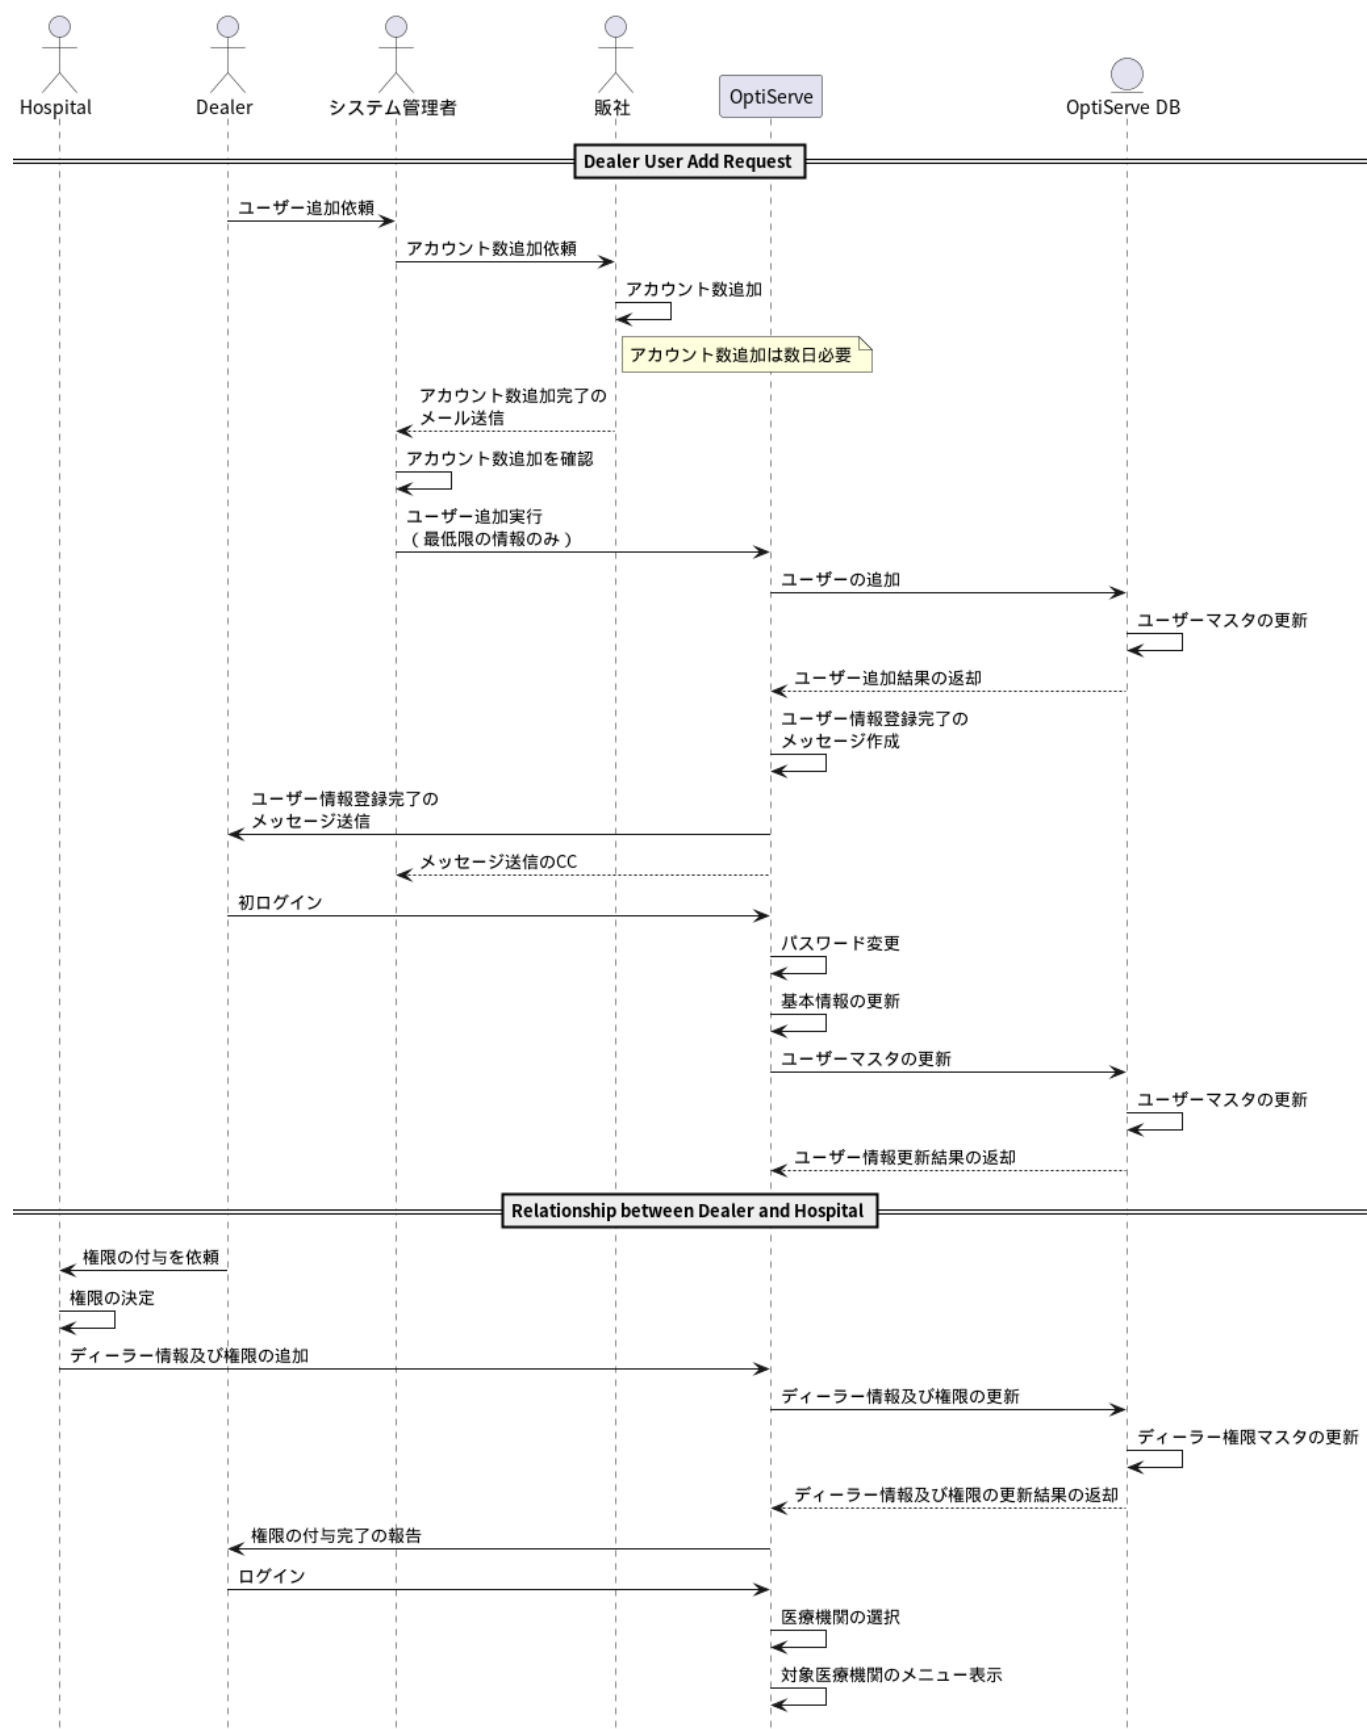 Hospital
Dealer
システム管理者
販社
OptiServe
OptiServe DB
Dealer User Add Request
ユーザー追加依頼
アカウント数追加依頼
アカウント数追加
アカウント数追加は数日必要
アカウント数追加完了の
メール送信
アカウント数追加を確認
ユーザー追加実行
（最低限の情報のみ）
ユーザーの追加
ユーザーマスタの更新
ユーザー追加結果の返却
ユーザー情報登録完了の
メッセージ作成
ユーザー情報登録完了の
メッセージ送信
メッセージ送信のCC
初ログイン
パスワード変更
基本情報の更新
ユーザーマスタの更新
ユーザーマスタの更新
ユーザー情報更新結果の返却
Relationship between Dealer and Hospital
権限の付与を依頼
権限の決定
ディーラー情報及び権限の追加
ディーラー情報及び権限の更新
ディーラー権限マスタの更新
ディーラー情報及び権限の更新結果の返却
権限の付与完了の報告
ログイン
医療機関の選択
対象医療機関のメニュー表示